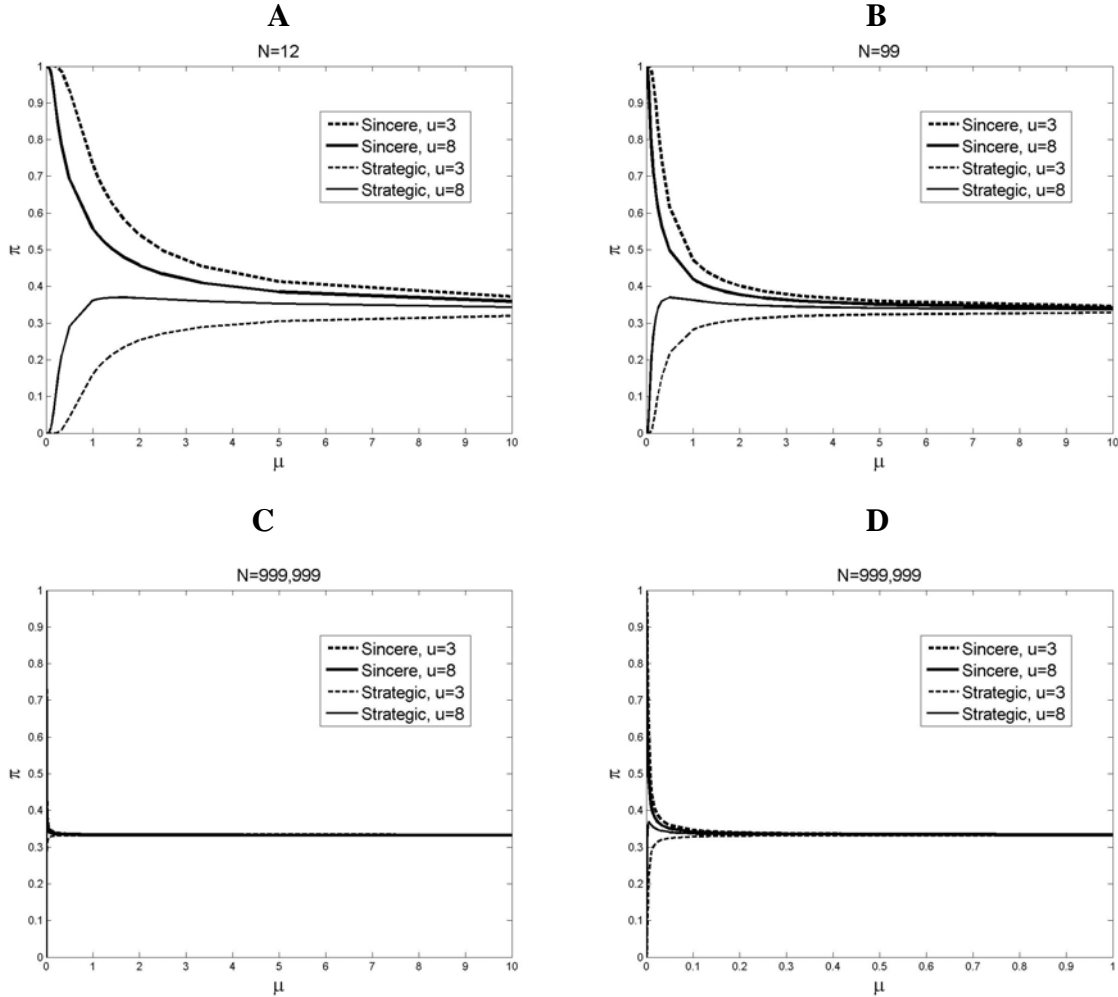 A
N=12
1
0.9
0.8
0.7
0.6
0.5
0.4
0.3
0.2
0.1
0
π
Sincere, u=3
Sincere, u=8
Strategic, u=3
Strategic, u=8
0 1 2 3 4 5 6 7 8 9 10
μ
B
N=99
1
0.9
0.8
0.7
0.6
0.5
0.4
0.3
0.2
0.1
0
π
Sincere, u=3
Sincere, u=8
Strategic, u=3
Strategic, u=8
0 1 2 3 4 5 6 7 8 9 10
μ
C
N=999,999
1
0.9
0.8
0.7
0.6
0.5
0.4
0.3
0.2
0.1
0
π
Sincere, u=3
Sincere, u=8
Strategic, u=3
Strategic, u=8
0 1 2 3 4 5 6 7 8 9 10
μ
D
N=999,999
1
0.9
0.8
0.7
0.6
0.5
0.4
0.3
0.2
0.1
0
π
Sincere, u=3
Sincere, u=8
Strategic, u=3
Strategic, u=8
0 0.1 0.2 0.3 0.4 0.5 0.6 0.7 0.8 0.9 1
μ